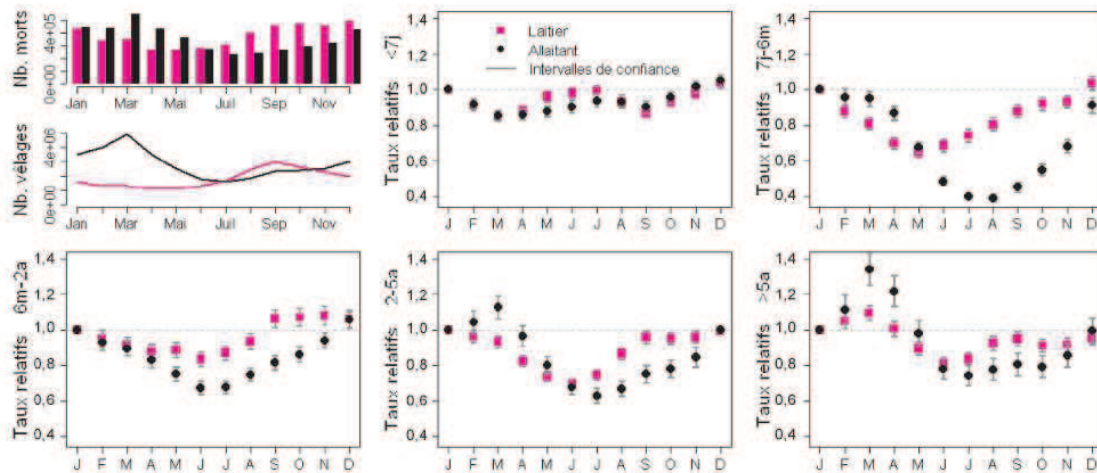 Nb. morts
4e+05
0e+00
Jan Mar Mai Juil Sep Nov
Nb. vêlages
4e+06
0e+00
Jan Mar Mai Juil Sep Nov
Taux relatifs <7j
1,4
1,2
1,0
0,8
0,6
0,4
Laitier
Allaitant
Intervalles de confiance
J F M A M J J A S O N D
Taux relatifs 7j-6m
1,4
1,2
1,0
0,8
0,6
0,4
J F M A M J J A S O N D
Taux relatifs 6m-2a
1,4
1,2
1,0
0,8
0,6
0,4
J F M A M J J A S O N D
Taux relatifs 2-5a
1,4
1,2
1,0
0,8
0,6
0,4
J F M A M J J A S O N D
Taux relatifs >5a
1,4
1,2
1,0
0,8
0,6
0,4
J F M A M J J A S O N D